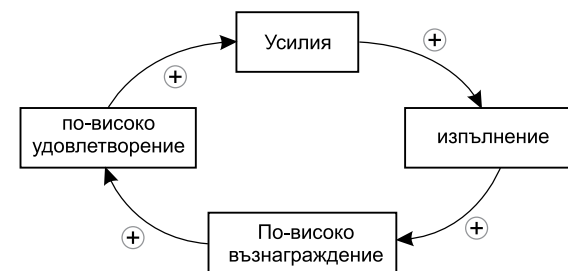 Усилия
+
+
по-високо
удовлетворение
изпълнение
+
+
По-високо
възнаграждение